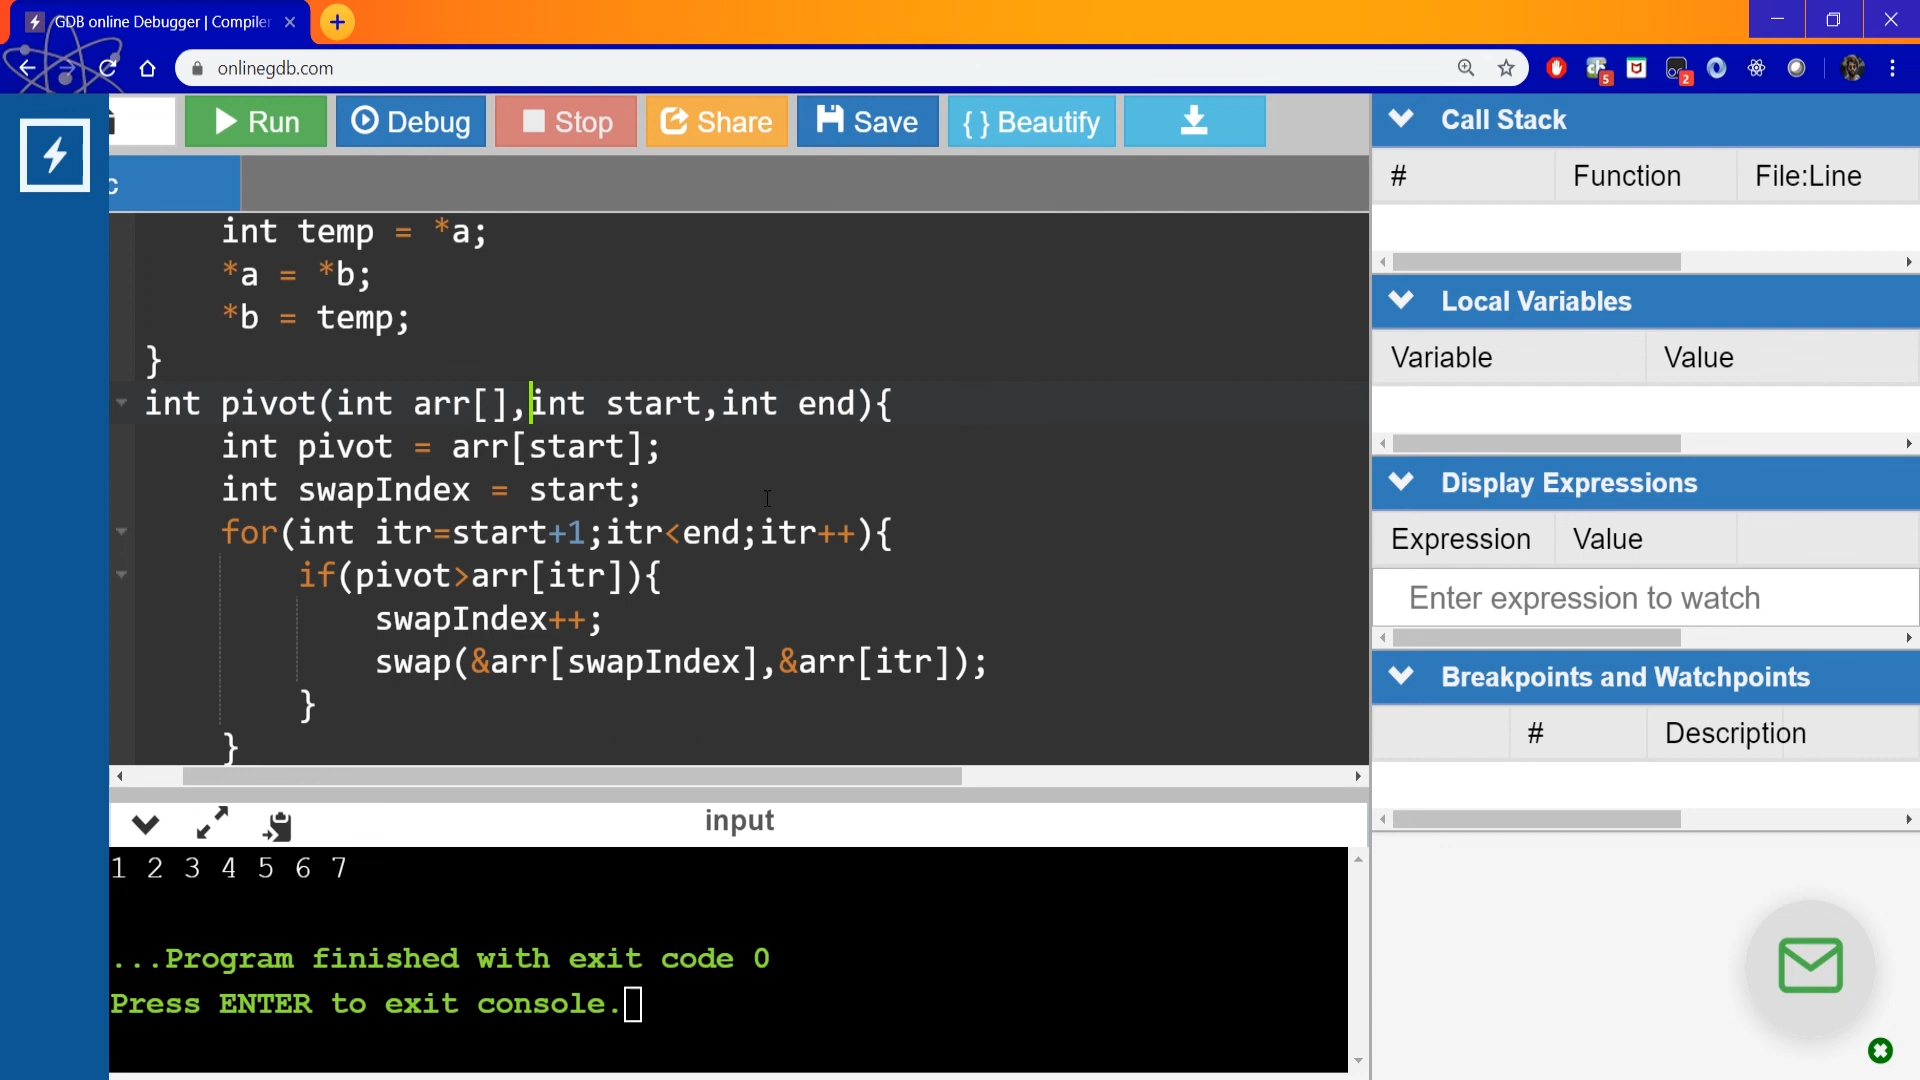 GDB online Debugger | Compiler
onlinegdb.com
5
2
Run
Debug
Stop
Share
Save
{ } Beautify
c
int temp = *a;
*a = *b;
*b = temp;
}
int pivot(int arr[],int start,int end){
int pivot = arr[start];
int swapIndex = start;
for(int itr=start+1;itr<end;itr++){
if(pivot>arr[itr]){
swapIndex++;
swap(&arr[swapIndex],&arr[itr]);
}
}
input
1 2 3 4 5 6 7
...Program finished with exit code 0
Press ENTER to exit console.
Call Stack
# Function File:Line
Local Variables
Variable Value
Display Expressions
Expression Value
Enter expression to watch
Breakpoints and Watchpoints
# Description